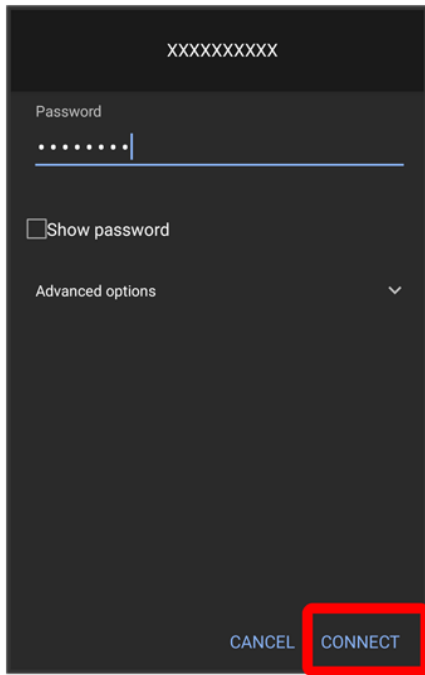 XXXXXXXXXX
Password
••••••••
Show password
Advanced options
CANCEL CONNECT